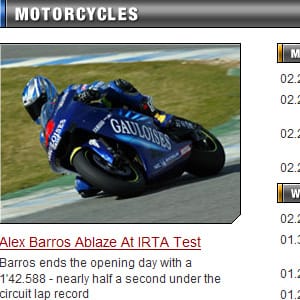 MOTORCYCLES
M
02.2
02.2
02.2
02.2
GAULOISES
YAMAHA
Alex Barros Ablaze At IRTA Test
Barros ends the opening day with a
1'42.588 - nearly half a second under the
circuit lap record
W
02.2
01.3
01.2
01.2